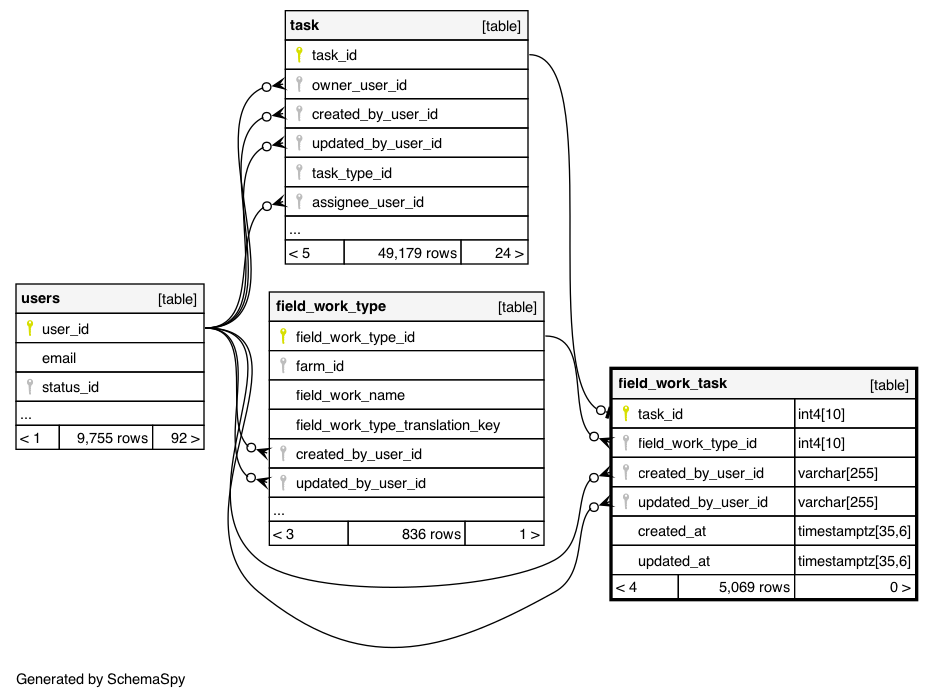 task [table]
task_id
owner_user_id
created_by_user_id
updated_by_user_id
task_type_id
assignee_user_id
...
< 5 49,179 rows 24 >
users [table]
user_id
email
status_id
...
< 1 9,755 rows 92 >
field_work_type [table]
field_work_type_id
farm_id
field_work_name
field_work_type_translation_key
created_by_user_id
updated_by_user_id
...
< 3 836 rows 1 >
field_work_task [table]
task_id int4[10]
field_work_type_id int4[10]
created_by_user_id varchar[255]
updated_by_user_id varchar[255]
created_at timestamptz[35,6]
updated_at timestamptz[35,6]
< 4 5,069 rows 0 >
Generated by SchemaSpy